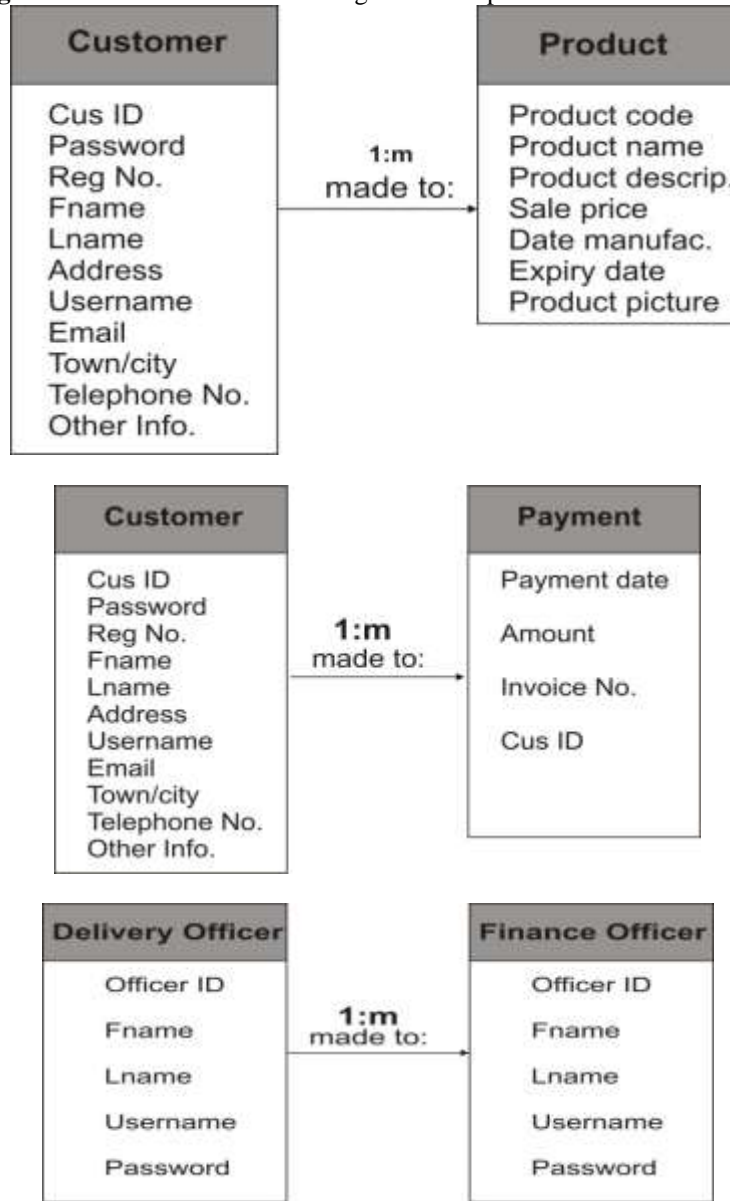 Customer
Cus ID
Password
Reg No.
Fname
Lname
Address
Username
Email
Town/city
Telephone No.
Other Info.
1:m
made to:
Product
Product code
Product name
Product descrip.
Sale price
Date manufac.
Expiry date
Product picture
Customer
Cus ID
Password
Reg No.
Fname
Lname
Address
Username
Email
Town/city
Telephone No.
Other Info.
1:m
made to:
Payment
Payment date
Amount
Invoice No.
Cus ID
Delivery Officer
Officer ID
Fname
Lname
Username
Password
1:m
made to:
Finance Officer
Officer ID
Fname
Lname
Username
Password